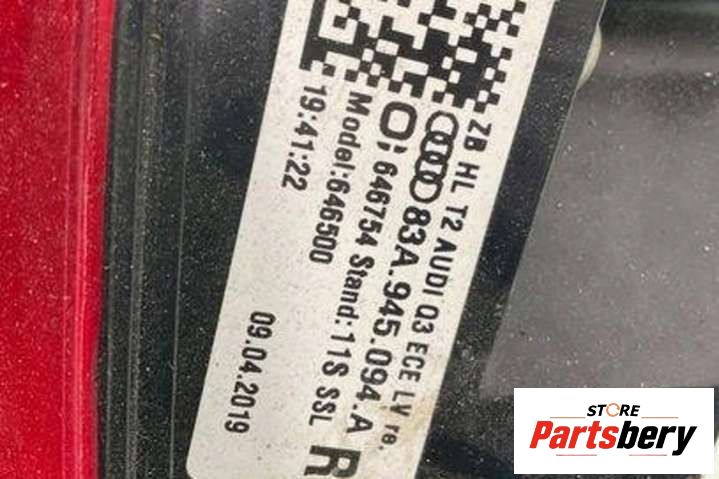 ZB HL T2 AUDI Q3 ECE LV re.
83A.945.094.A
646754 Stand:11S SSL R
Model:646500
19:41:22 09.04.2019
STORE
Partsbery